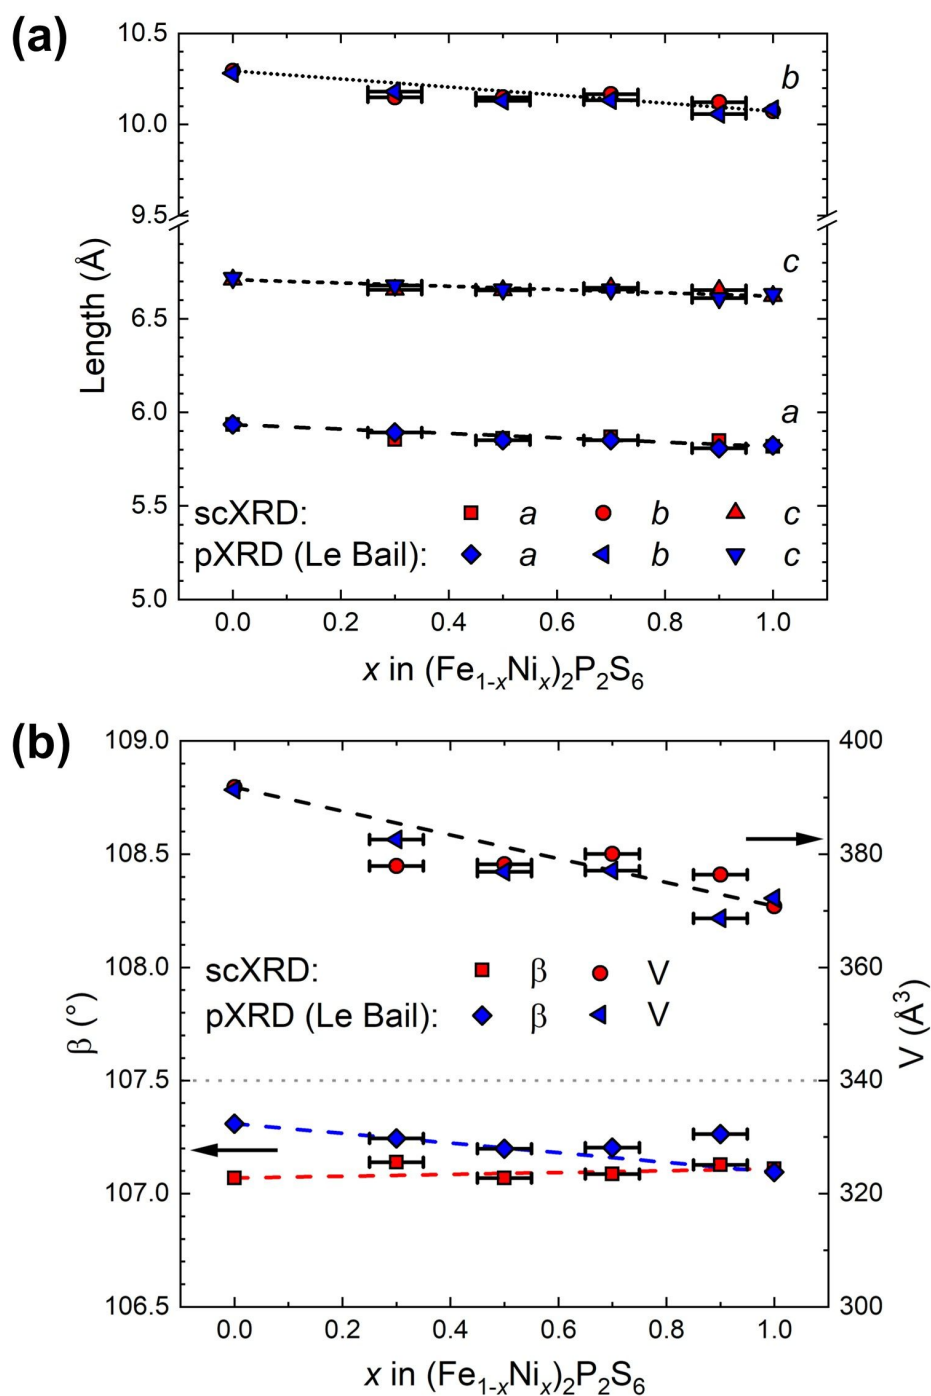 (a)
10.5
10.0
9.5
6.5
6.0
5.5
5.0
Length (Å)
b
c
a
scXRD: a b c
pXRD (Le Bail): a b c
0.0 0.2 0.4 0.6 0.8 1.0
x in (Fe1-xNix)2P2S6
(b)
109.0
108.5
108.0
107.5
107.0
106.5
β (°)
400
380
360
340
320
300
V (Å³)
scXRD: β V
pXRD (Le Bail): β V
0.0 0.2 0.4 0.6 0.8 1.0
x in (Fe1-xNix)2P2S6